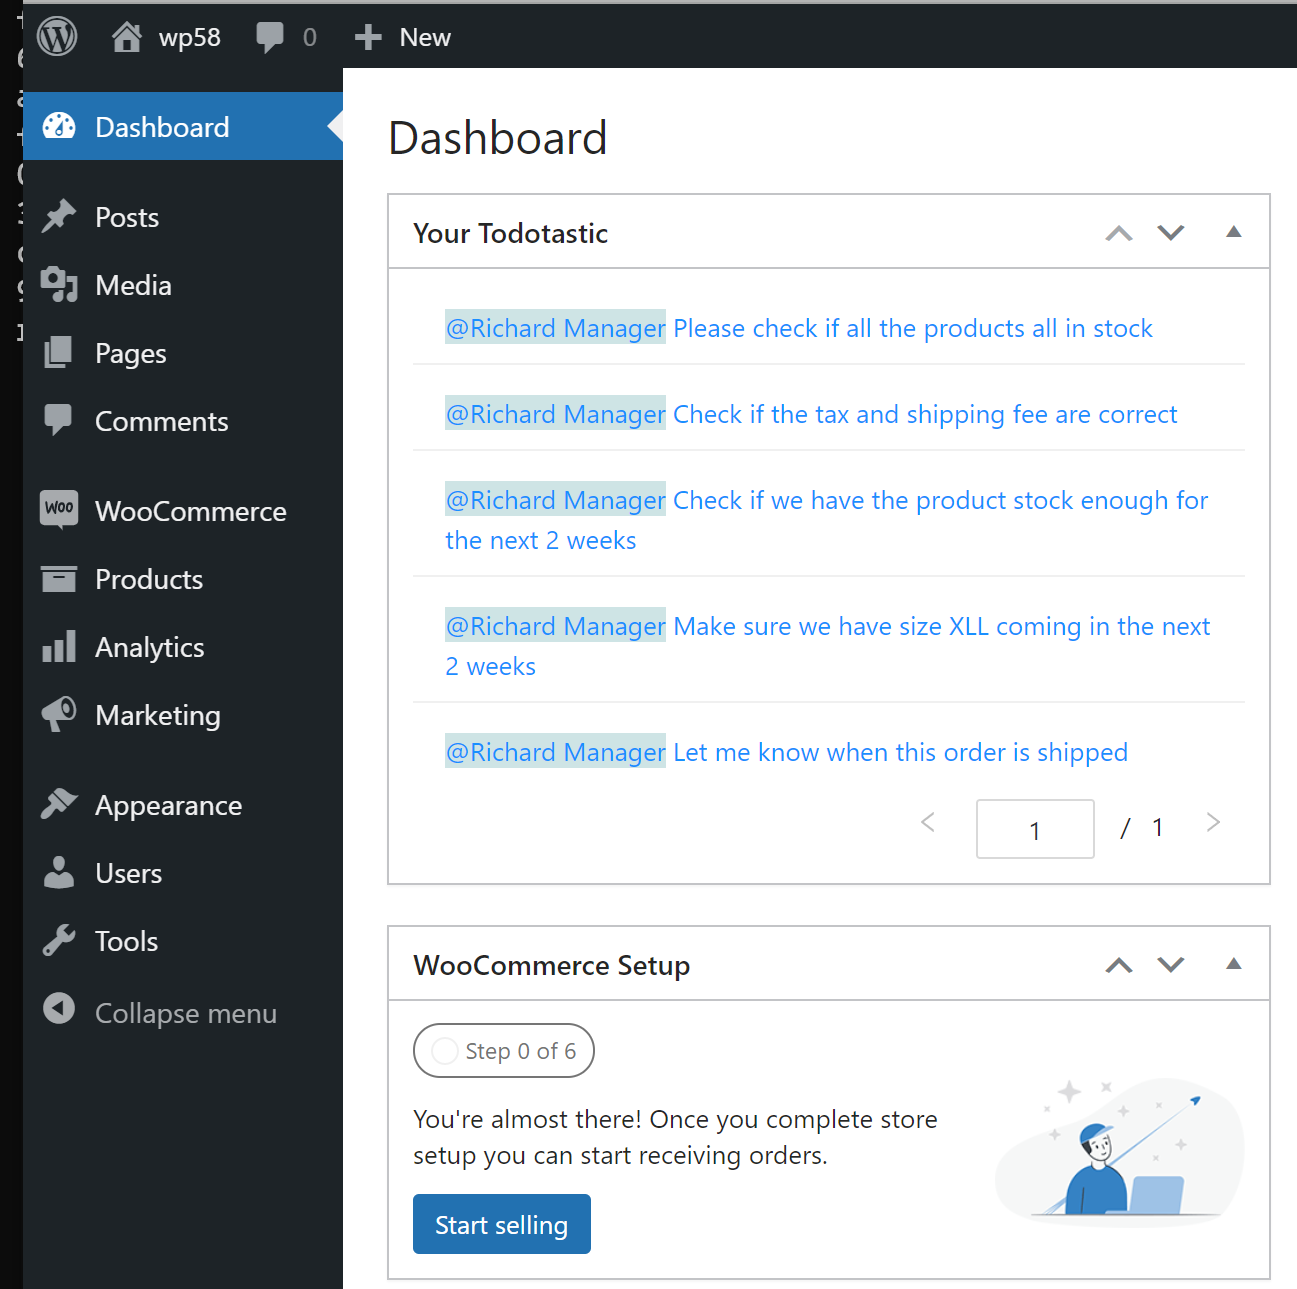 wp58 0 New
Dashboard
Posts
Media
Pages
Comments
Woo WooCommerce
Products
Analytics
Marketing
Appearance
Users
Tools
Collapse menu
Dashboard
Your Todotastic
@Richard Manager Please check if all the products all in stock
@Richard Manager Check if the tax and shipping fee are correct
@Richard Manager Check if we have the product stock enough for
the next 2 weeks
@Richard Manager Make sure we have size XLL coming in the next
2 weeks
@Richard Manager Let me know when this order is shipped
< 1 / 1 >
WooCommerce Setup
Step 0 of 6
You're almost there! Once you complete store
setup you can start receiving orders.
Start selling